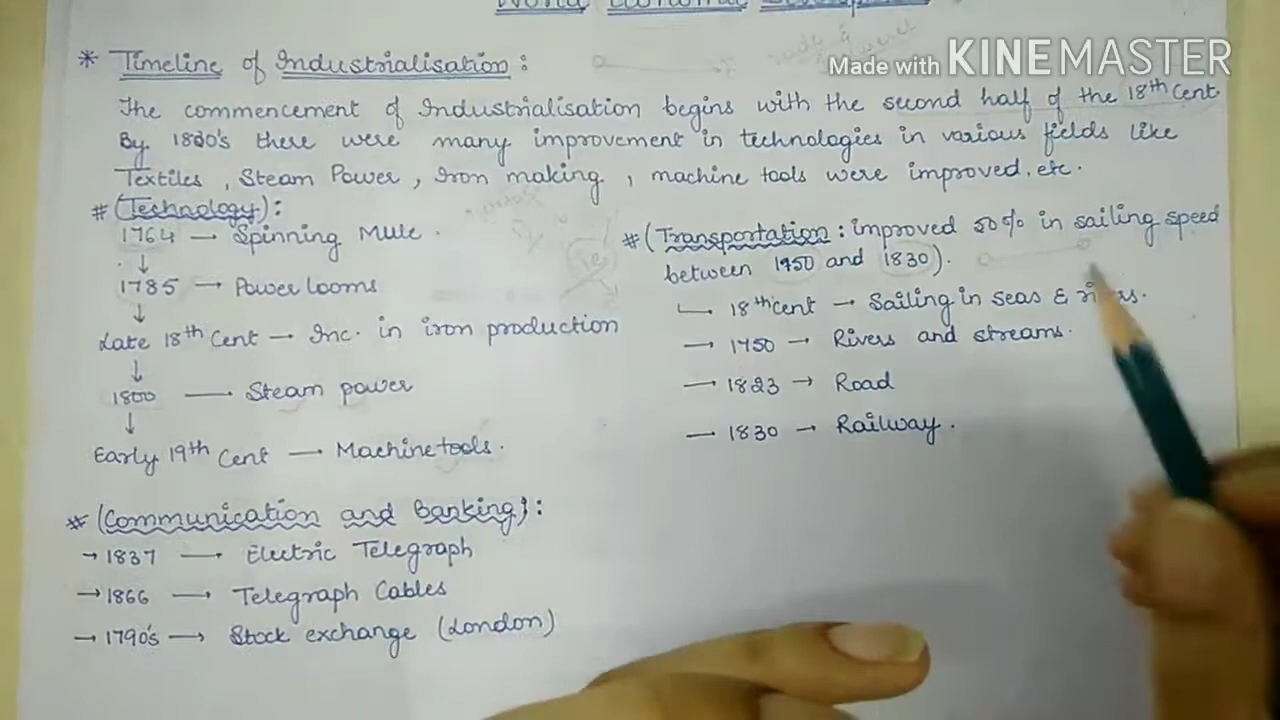 World Economic Development
Made with KINEMASTER
* Timeline of Industrialisation :
The commencement of Industrialisation begins with the second half of the 18th Cent
By 1830's there were many improvement in technologies in various fields like
Textiles, Steam Power, Iron making, machine tools were improved. etc.
# (Technology) :
1764 → Spinning Mule.
↓
1785 → Power looms
↓
Late 18th Cent → Inc. in iron production
↓
1800 — Steam power
↓
Early 19th Cent — Machine tools.
# (Transportation : improved 50% in sailing speed
between 1750 and 1830).
18th cent → Sailing in seas & rivers.
— 1750 → Rivers and streams.
— 1823 → Road
— 1830 → Railway.
# (Communication and Banking) :
→ 1837 — Electric Telegraph
→ 1866 — Telegraph Cables
→ 1790's → Stock exchange (London)